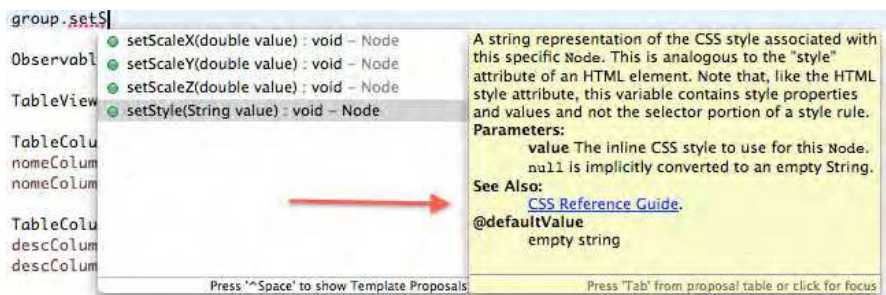 group.setS
Observabl
TableView
TableColu
nomeColum
nomeColum
TableColu
descColum
descColum
setScaleX(double value) : void – Node
setScaleY(double value) : void – Node
setScaleZ(double value) : void – Node
setStyle(String value) : void – Node
Press '^Space' to show Template Proposals
A string representation of the CSS style associated with
this specific Node. This is analogous to the "style"
attribute of an HTML element. Note that, like the HTML
style attribute, this variable contains style properties
and values and not the selector portion of a style rule.
Parameters:
value The inline CSS style to use for this Node.
null is implicitly converted to an empty String.
See Also:
CSS Reference Guide.
@defaultValue
empty string
Press 'Tab' from proposal table or click for focus